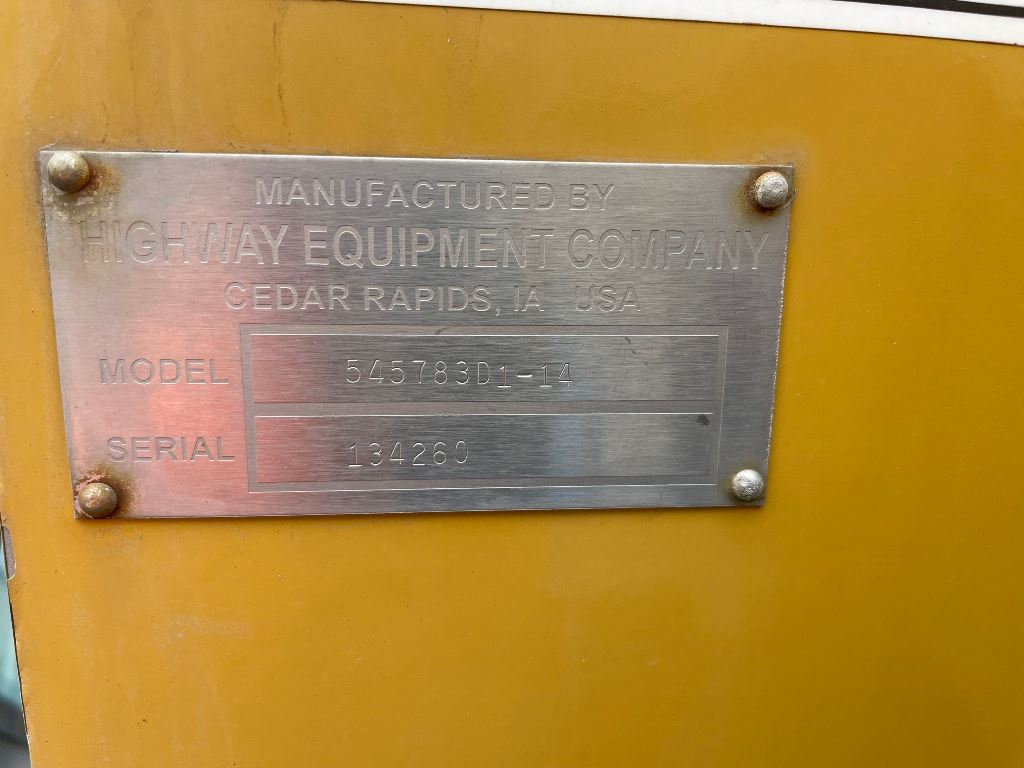 MANUFACTURED BY
HIGHWAY EQUIPMENT COMPANY
CEDAR RAPIDS, IA USA
MODEL 545783D1-14
SERIAL 134260